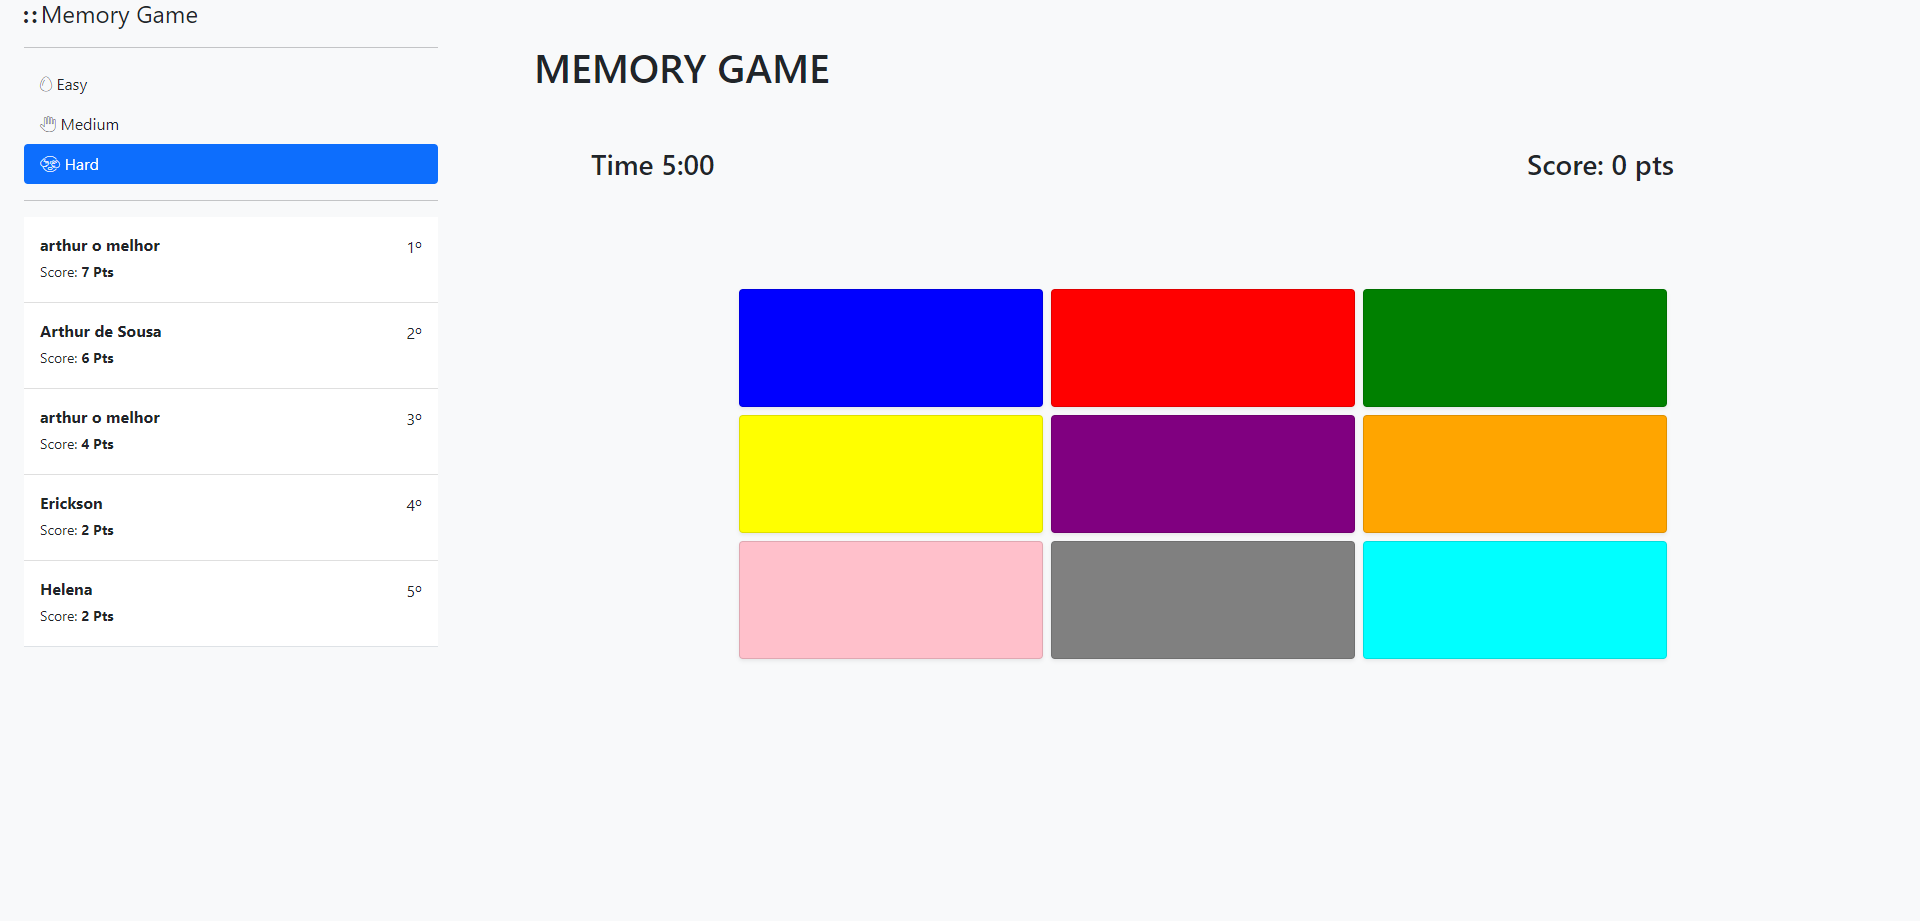 ::Memory Game
Easy
Medium
Hard
arthur o melhor 1º
Score: 7 Pts
Arthur de Sousa 2º
Score: 6 Pts
arthur o melhor 3º
Score: 4 Pts
Erickson 4º
Score: 2 Pts
Helena 5º
Score: 2 Pts
MEMORY GAME
Time 5:00 Score: 0 pts